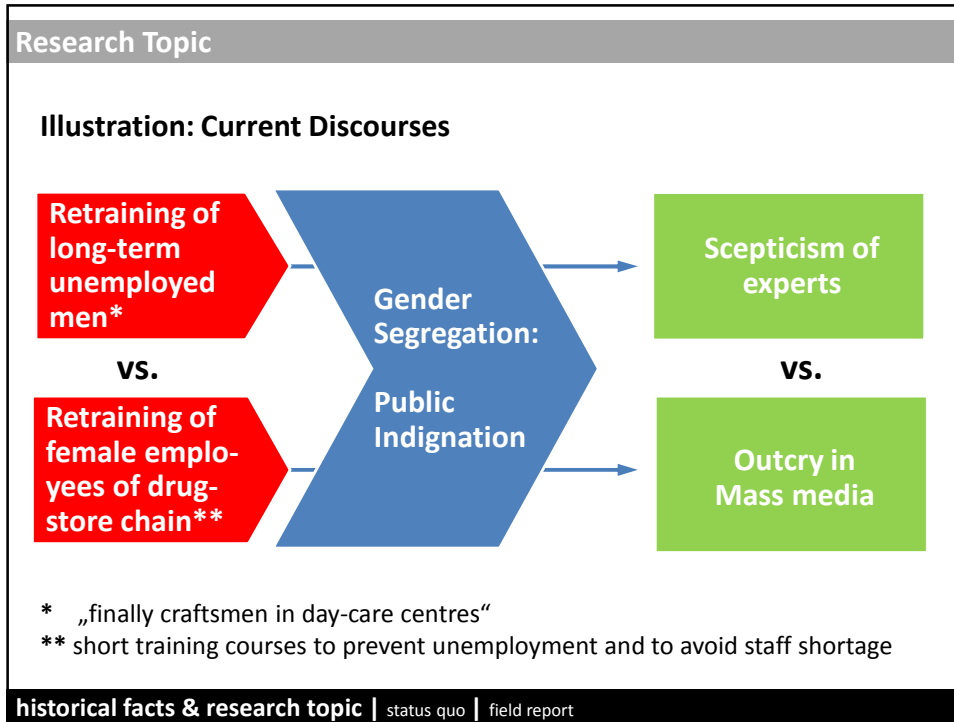 Research Topic
Illustration: Current Discourses
Retraining of
long-term
unemployed
men*
vs.
Retraining of
female emplo-
yees of drug-
store chain**
Gender
Segregation:
Public
Indignation
Scepticism of
experts
vs.
Outcry in
Mass media
* „finally craftsmen in day-care centres“
** short training courses to prevent unemployment and to avoid staff shortage
historical facts & research topic | status quo | field report